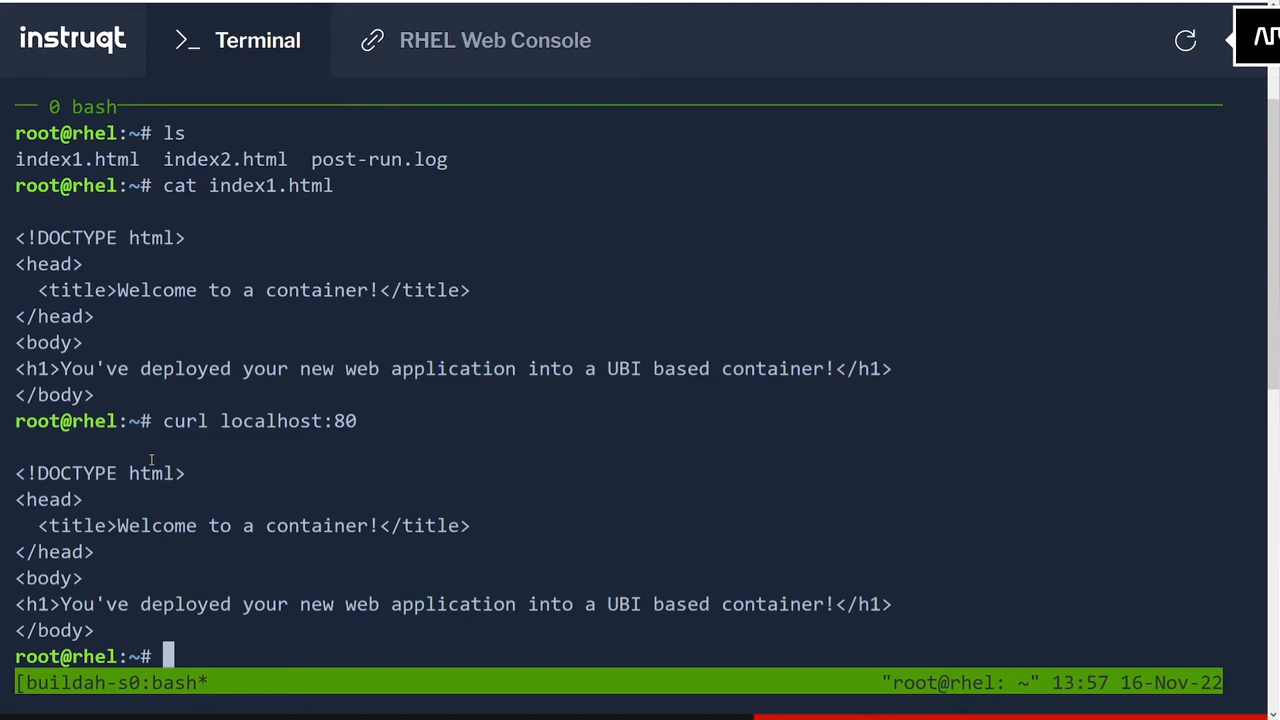 instruqt
>_ Terminal
RHEL Web Console
0 bash
root@rhel:~# ls
index1.html  index2.html  post-run.log
root@rhel:~# cat index1.html
<!DOCTYPE html>
<head>
  <title>Welcome to a container!</title>
</head>
<body>
<h1>You've deployed your new web application into a UBI based container!</h1>
</body>
root@rhel:~# curl localhost:80
<!DOCTYPE html>
<head>
  <title>Welcome to a container!</title>
</head>
<body>
<h1>You've deployed your new web application into a UBI based container!</h1>
</body>
root@rhel:~#
[buildah-s0:bash* "root@rhel: ~" 13:57 16-Nov-22